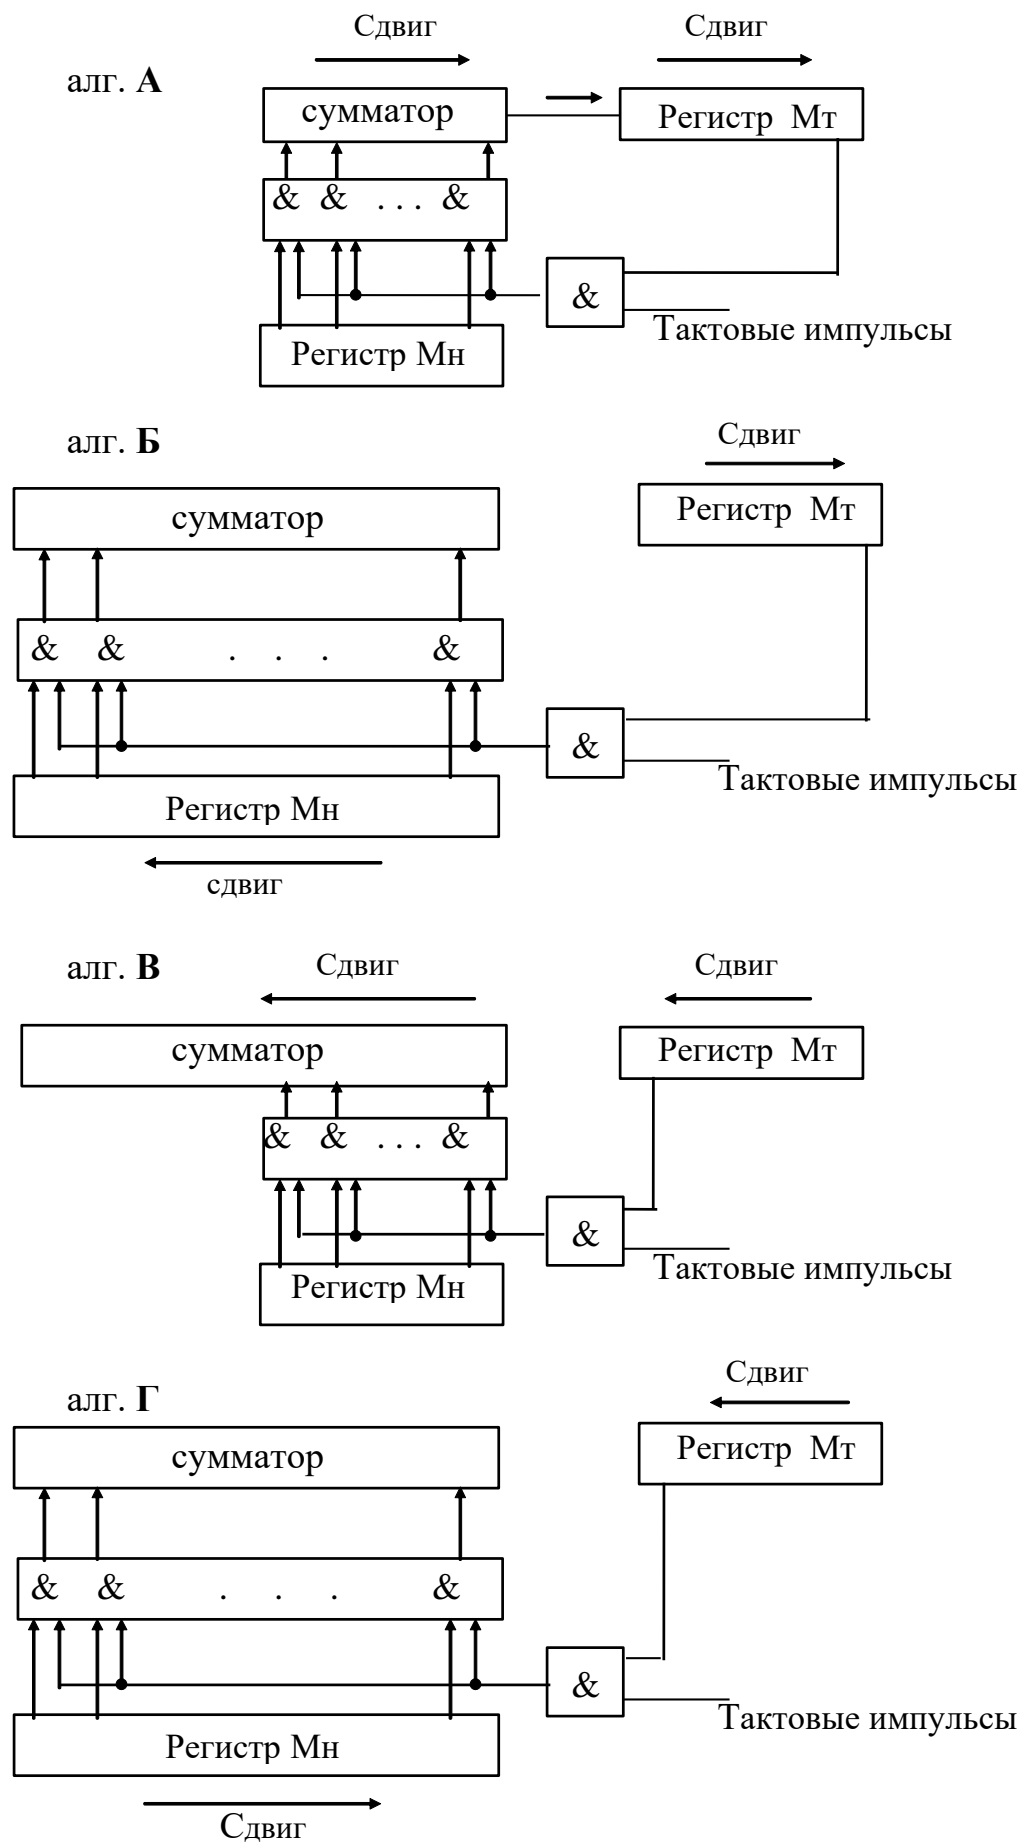 Сдвиг Сдвиг
алг. А
сумматор Регистр Мт
& & . . . &
&
Тактовые импульсы
Регистр Мн
алг. Б Сдвиг
сумматор Регистр Мт
& & . . . &
&
Тактовые импульсы
Регистр Мн
сдвиг
алг. В Сдвиг Сдвиг
сумматор Регистр Мт
& & . . . &
&
Тактовые импульсы
Регистр Мн
Сдвиг
алг. Г
сумматор Регистр Мт
& & . . . &
&
Тактовые импульсы
Регистр Мн
Сдвиг